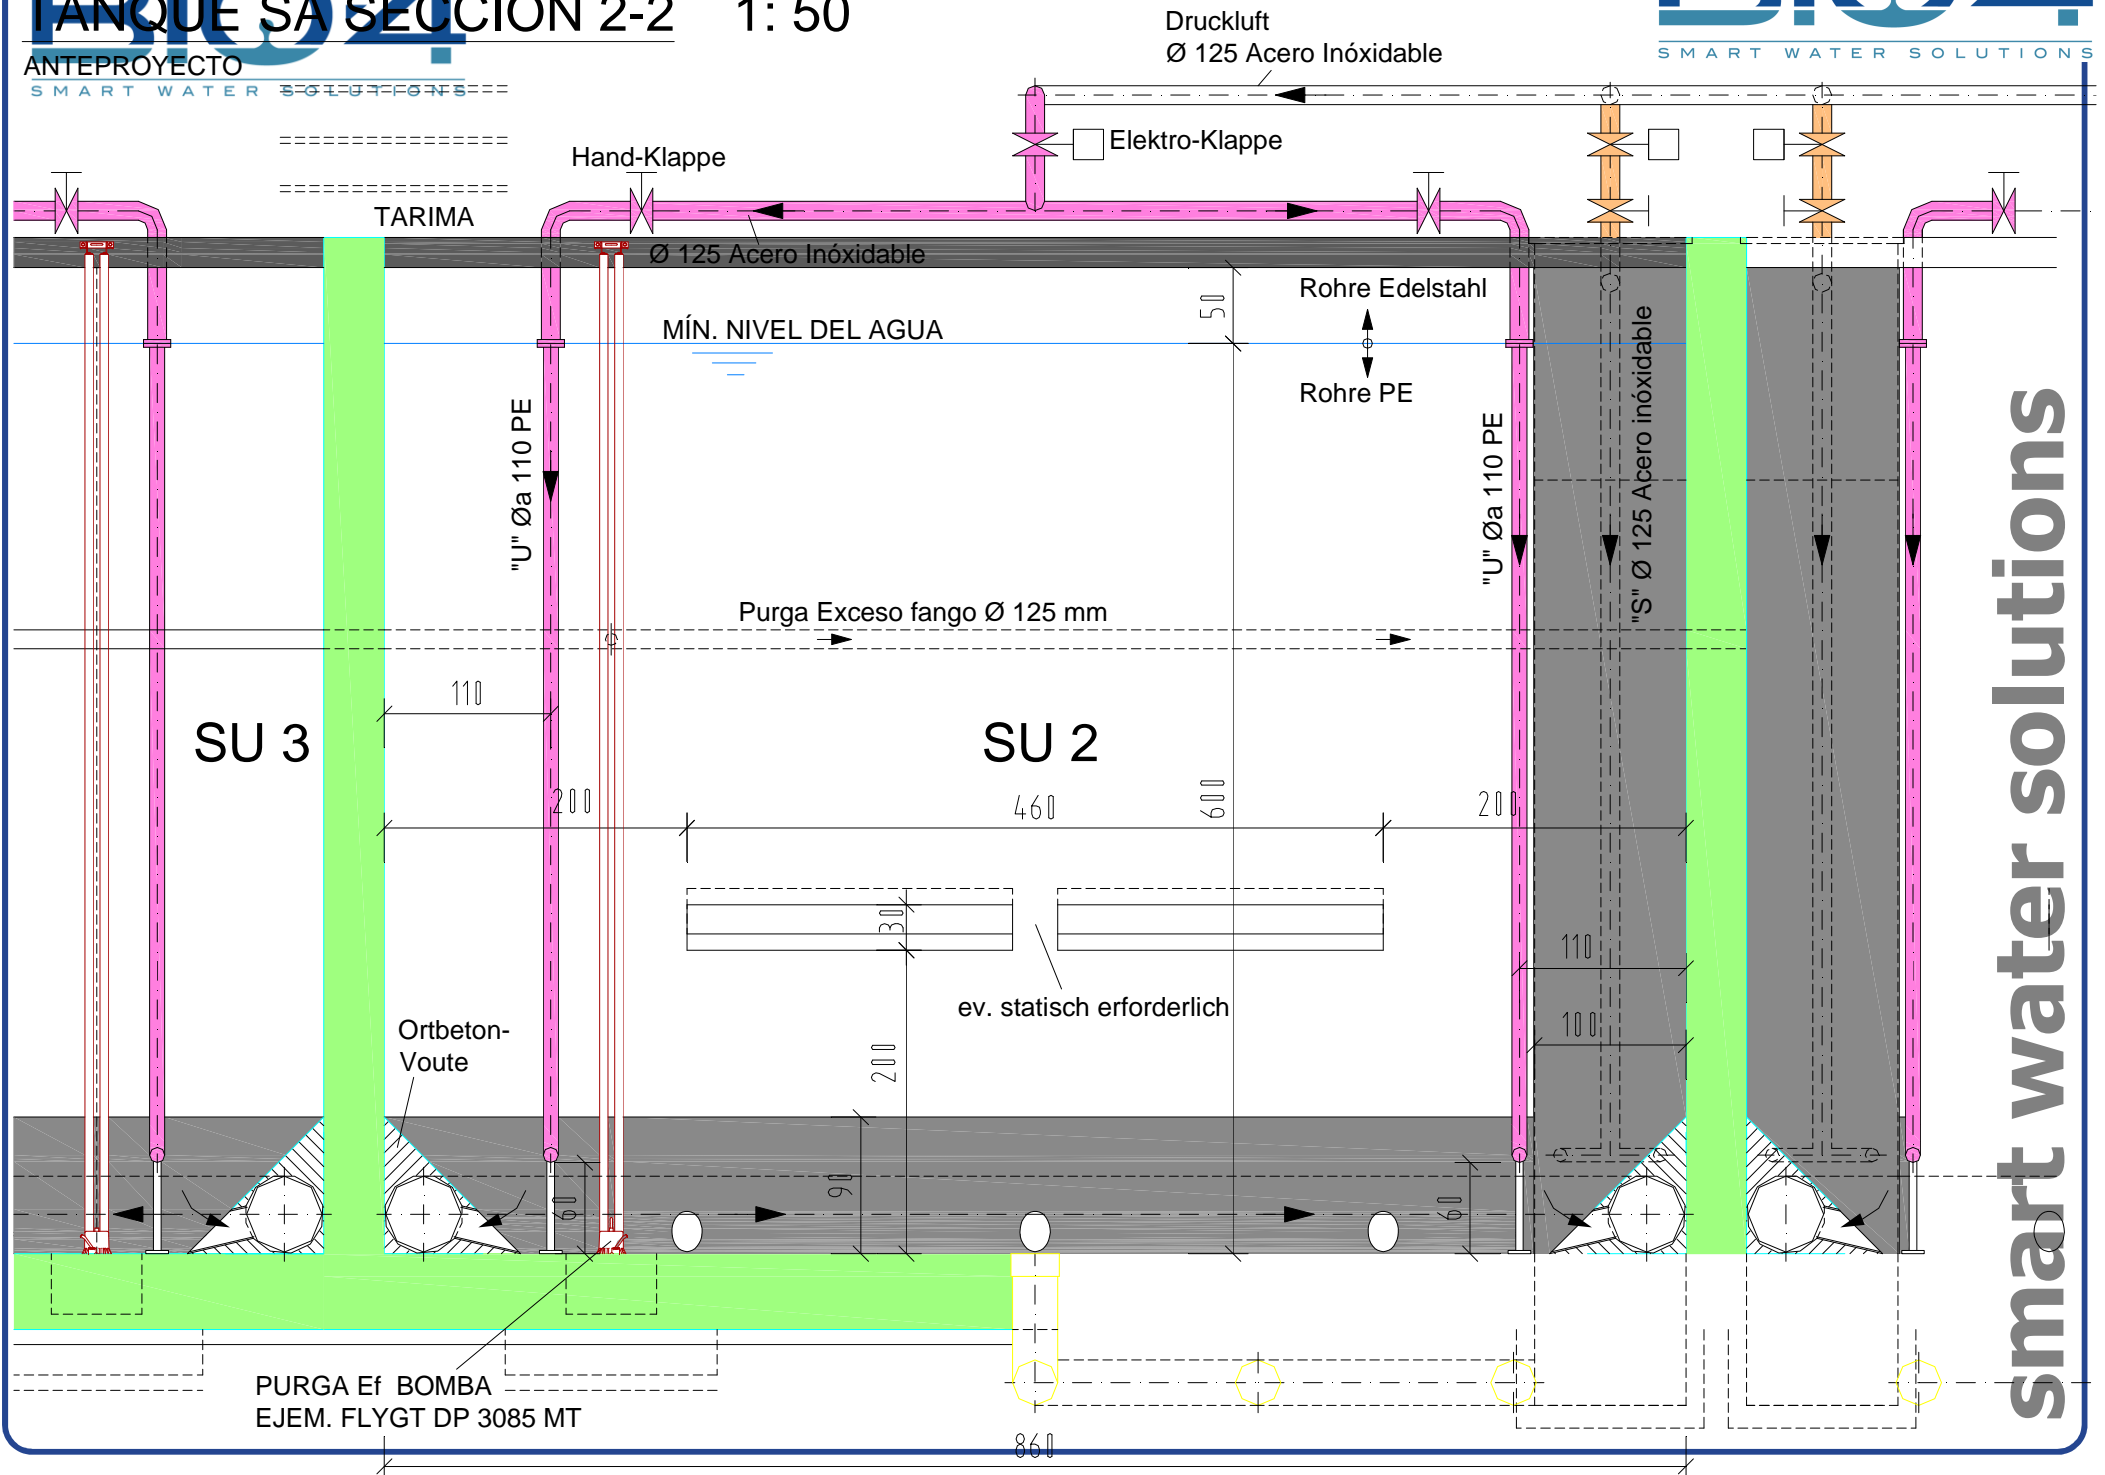 TANQUE SA SECCION 2-2 1: 50
ANTEPROYECTO
SMART WATER SOLUTIONS
SMART WATER SOLUTIONS
Druckluft
Ø 125 Acero Inóxidable
Hand-Klappe
Elektro-Klappe
TARIMA
Ø 125 Acero Inóxidable
50
Rohre Edelstahl
MÍN. NIVEL DEL AGUA
Rohre PE
"U" Øa 110 PE
"U" Øa 110 PE
"S" Ø 125 Acero inóxidable
Purga Exceso fango Ø 125 mm
110
SU 3
SU 2
200
460
600
200
30
110
ev. statisch erforderlich
100
Ortbeton-
Voute
200
90
60
60
PURGA Ef BOMBA
EJEM. FLYGT DP 3085 MT
860
smart water solutions